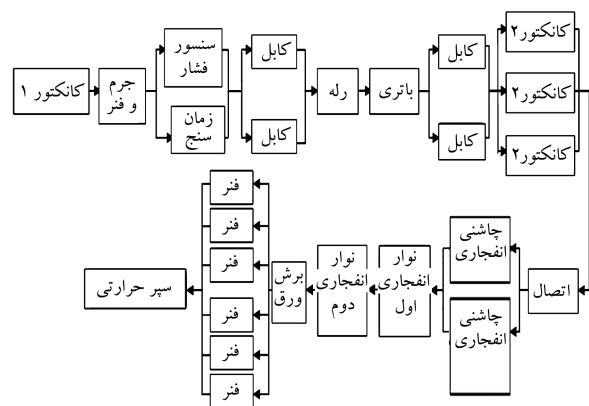 کانکتور ۱
جرم
و فنر
سنسور
فشار
زمان
سنج
کابل
کابل
رله
باتری
کابل
کابل
کانکتور۲
کانکتور۲
کانکتور۲
اتصال
چاشنی
انفجاری
چاشنی
انفجاری
نوار
انفجاری
اول
نوار
انفجاری
دوم
برش
ورق
فنر
فنر
فنر
فنر
فنر
فنر
سپر حرارتی